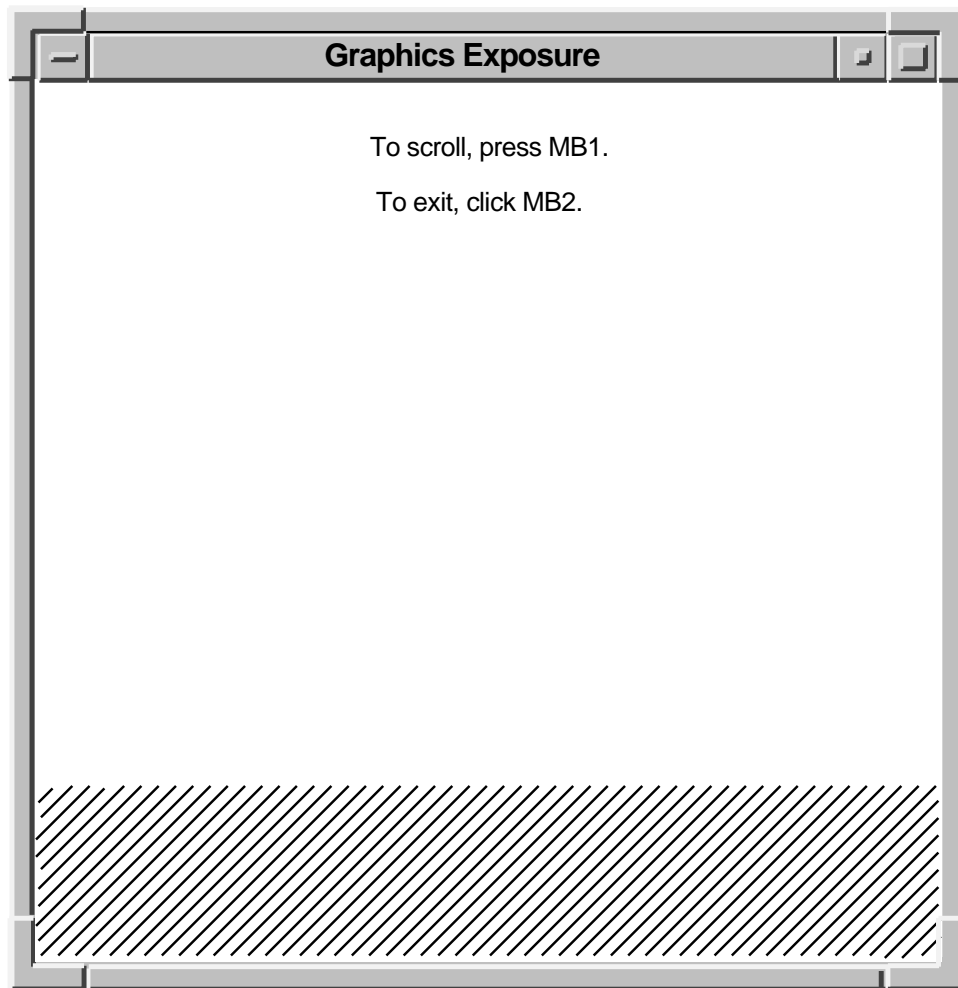 Graphics Exposure
To scroll, press MB1.
To exit, click MB2.